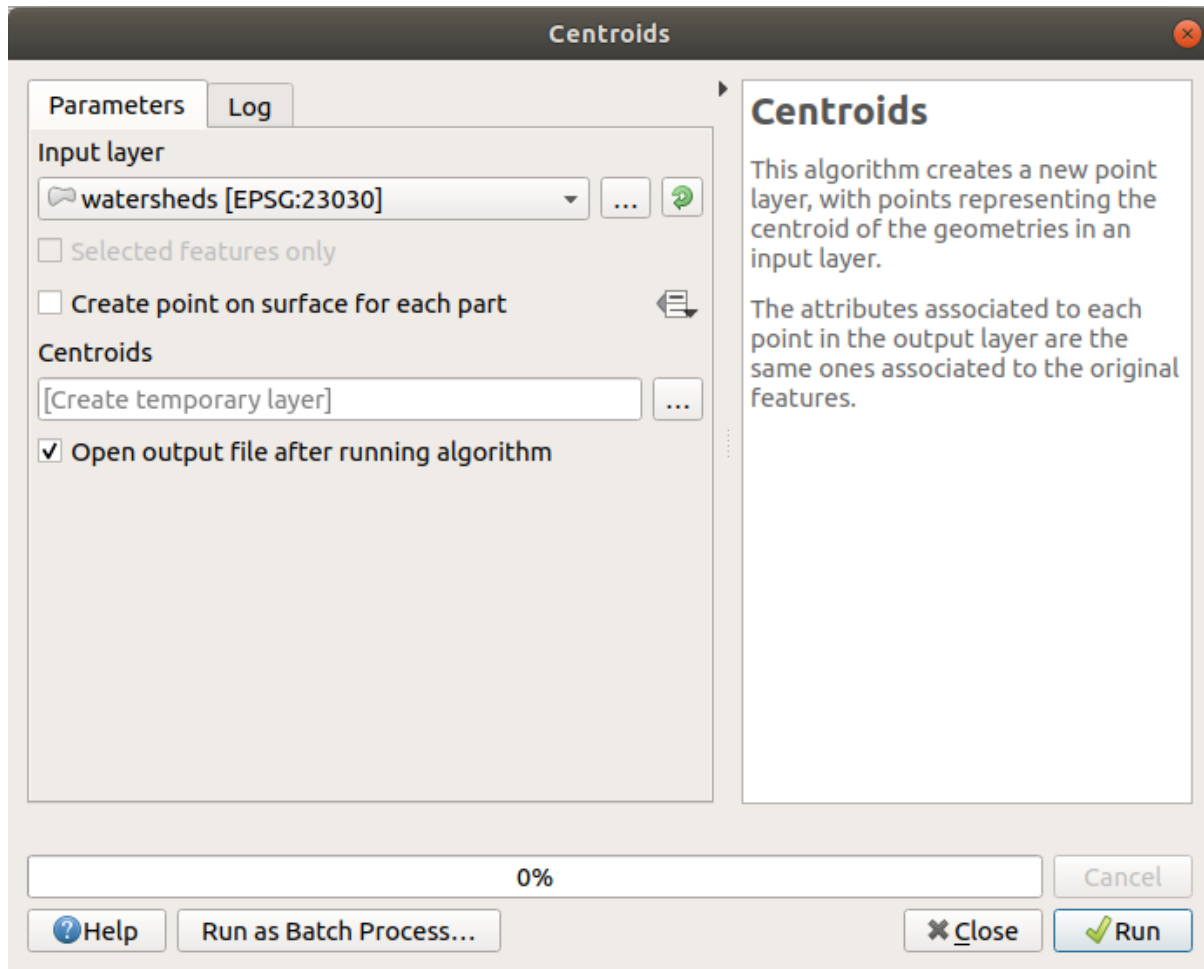 Centroids
Parameters
Log
Input layer
watersheds [EPSG:23030]
...
Selected features only
Create point on surface for each part
Centroids
[Create temporary layer]
...
Open output file after running algorithm
Centroids
This algorithm creates a new point
layer, with points representing the
centroid of the geometries in an
input layer.
The attributes associated to each
point in the output layer are the
same ones associated to the original
features.
0%
Cancel
Help
Run as Batch Process...
Close
Run